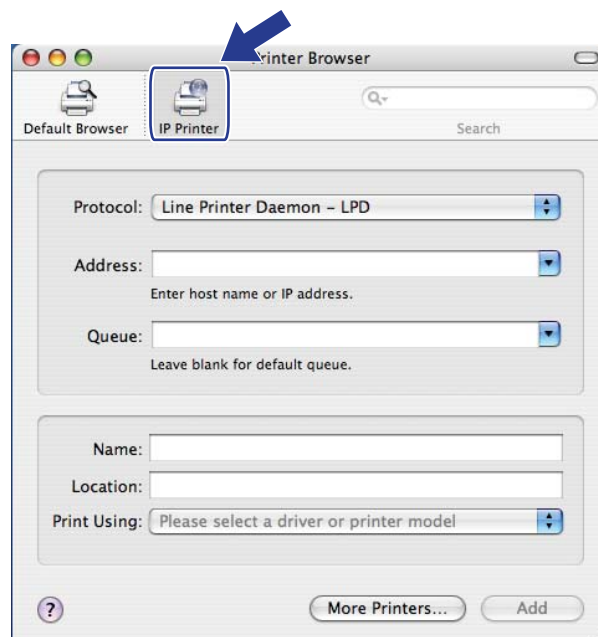 Printer Browser
Default Browser
IP Printer
Search
Protocol: Line Printer Daemon – LPD
Address:
Enter host name or IP address.
Queue:
Leave blank for default queue.
Name:
Location:
Print Using: Please select a driver or printer model
? More Printers... Add